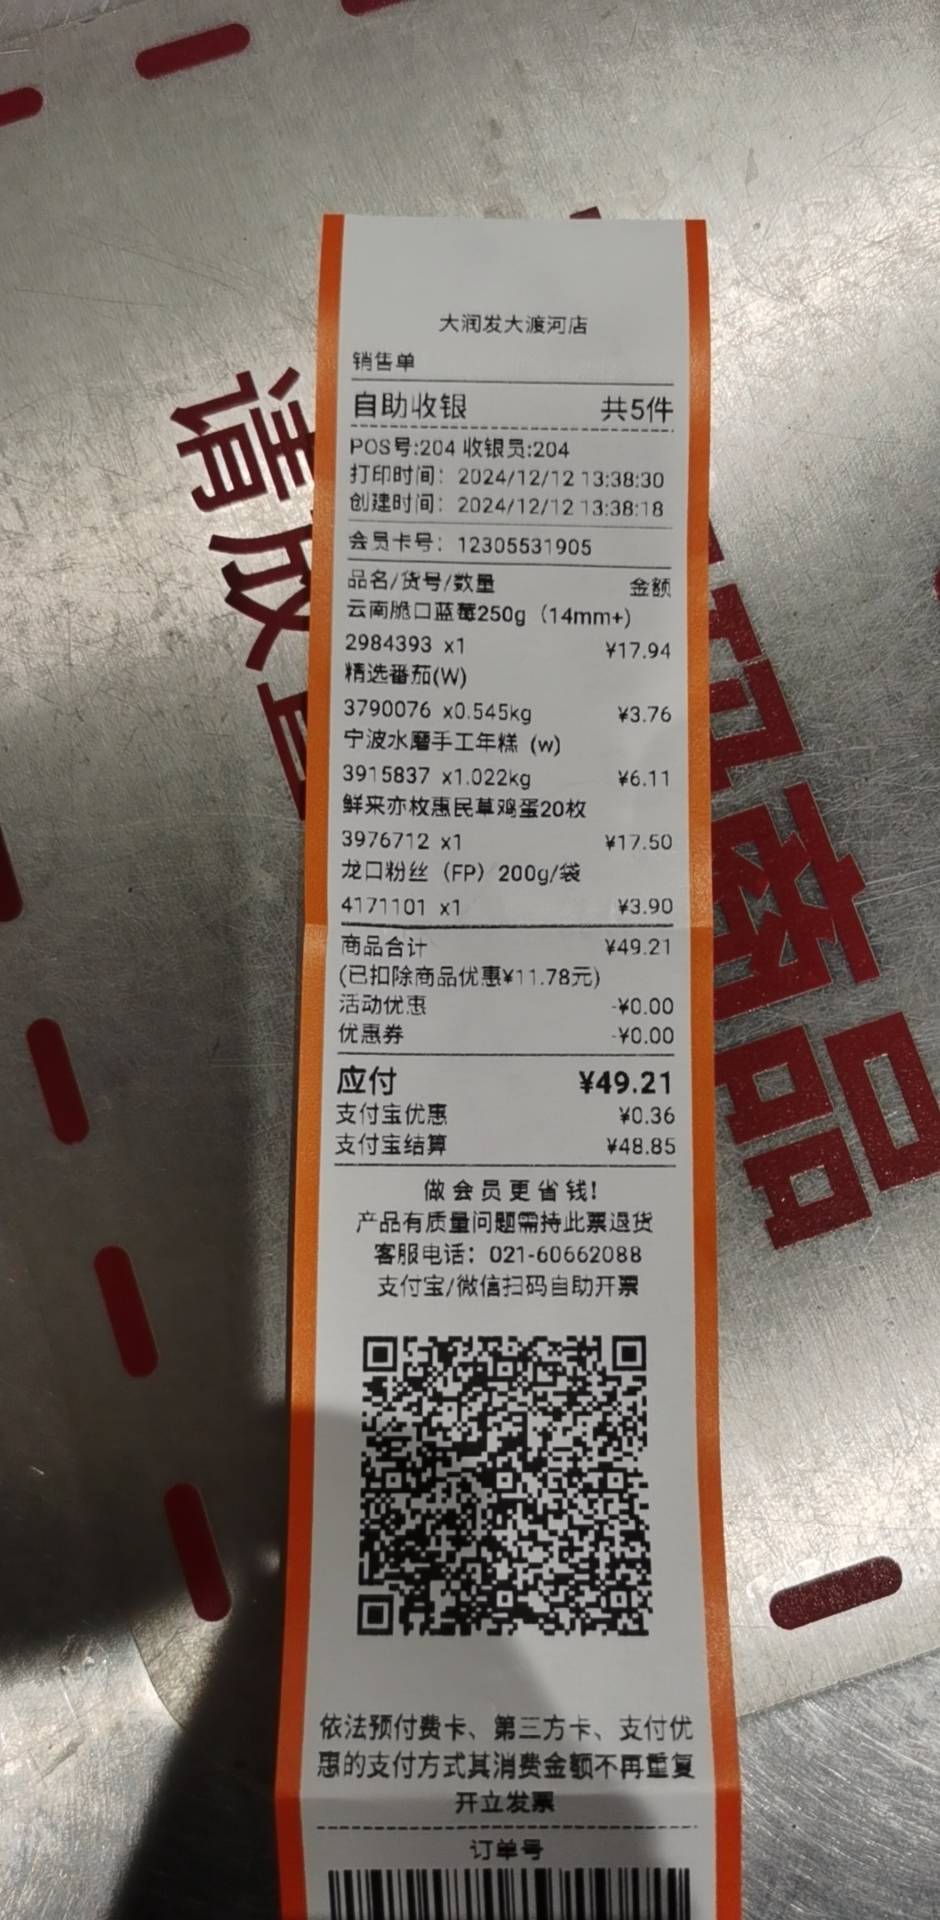 大润发大渡河店
销售单
自助收银 共5件
POS号:204 收银员:204
打印时间: 2024/12/12 13:38:30
创建时间: 2024/12/12 13:38:18
会员卡号: 12305531905
品名/货号/数量 金额
云南脆口蓝莓250g（14mm+)
2984393 x1 ¥17.94
精选番茄(W)
3790076 x0.545kg ¥3.76
宁波水磨手工年糕 (w)
3915837 x1.022kg ¥6.11
鲜来亦枚惠民草鸡蛋20枚
3976712 x1 ¥17.50
龙口粉丝（FP）200g/袋
4171101 x1 ¥3.90
商品合计 ¥49.21
(已扣除商品优惠¥11.78元)
活动优惠 -¥0.00
优惠券 -¥0.00
应付 ¥49.21
支付宝优惠 ¥0.36
支付宝结算 ¥48.85
做会员更省钱!
产品有质量问题需持此票退货
客服电话: 021-60662088
支付宝/微信扫码自助开票
依法预付费卡、第三方卡、支付优
惠的支付方式其消费金额不再重复
开立发票
订单号
请放置
商品